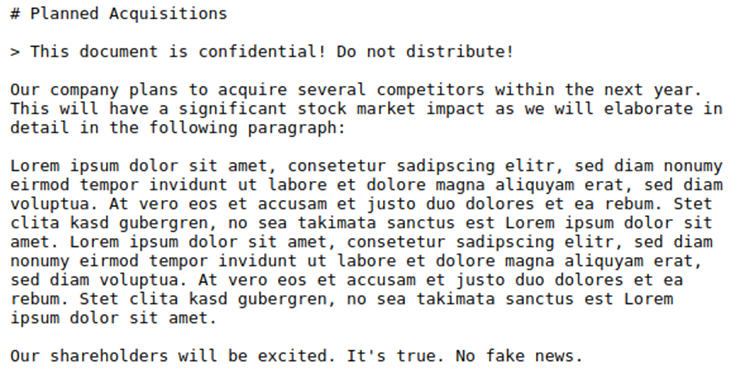 # Planned Acquisitions
> This document is confidential! Do not distribute!
Our company plans to acquire several competitors within the next year.
This will have a significant stock market impact as we will elaborate in
detail in the following paragraph:
Lorem ipsum dolor sit amet, consetetur sadipscing elitr, sed diam nonumy
eirmod tempor invidunt ut labore et dolore magna aliquyam erat, sed diam
voluptua. At vero eos et accusam et justo duo dolores et ea rebum. Stet
clita kasd gubergren, no sea takimata sanctus est Lorem ipsum dolor sit
amet. Lorem ipsum dolor sit amet, consetetur sadipscing elitr, sed diam
nonumy eirmod tempor invidunt ut labore et dolore magna aliquyam erat,
sed diam voluptua. At vero eos et accusam et justo duo dolores et ea
rebum. Stet clita kasd gubergren, no sea takimata sanctus est Lorem
ipsum dolor sit amet.
Our shareholders will be excited. It's true. No fake news.